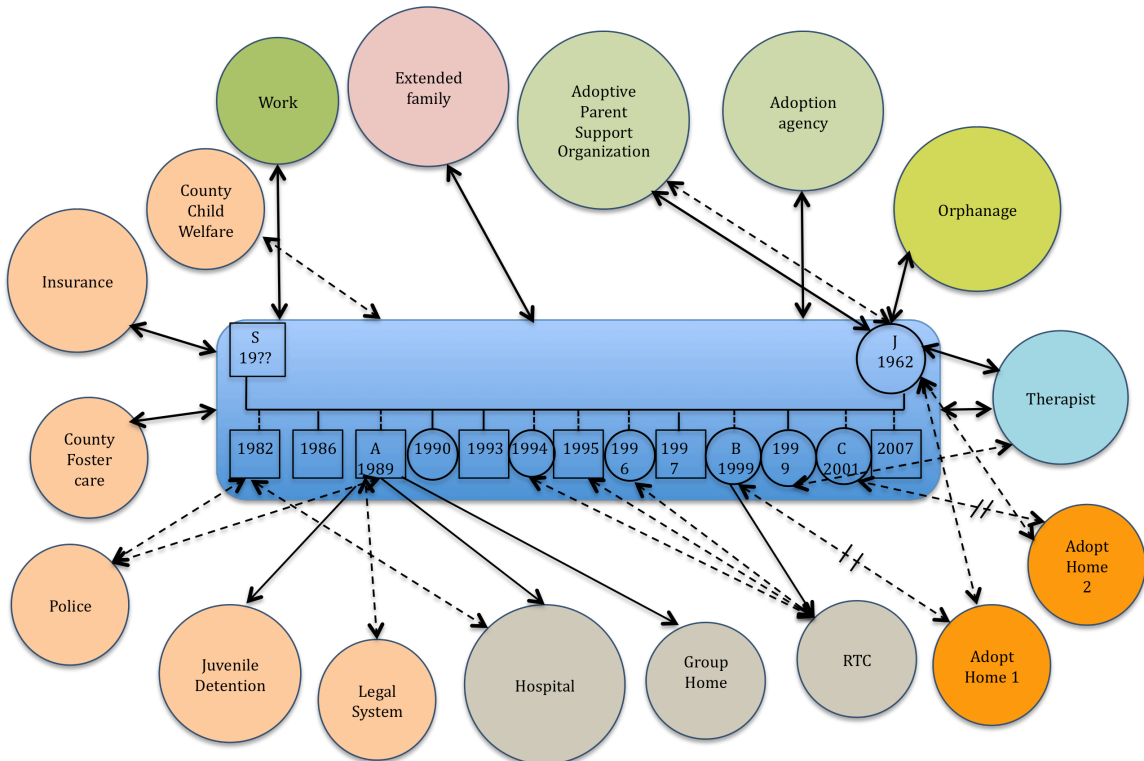 Work
Extended
family
Adoptive
Parent
Support
Organization
Adoption
agency
County
Child
Welfare
Orphanage
Insurance
S
19??
J
1962
Therapist
County
Foster
care
1982
1986
A
1989
1990
1993
1994
1995
199
6
199
7
B
1999
199
9
C
2001
2007
Adopt
Home
2
Police
Juvenile
Detention
Legal
System
Hospital
Group
Home
RTC
Adopt
Home 1